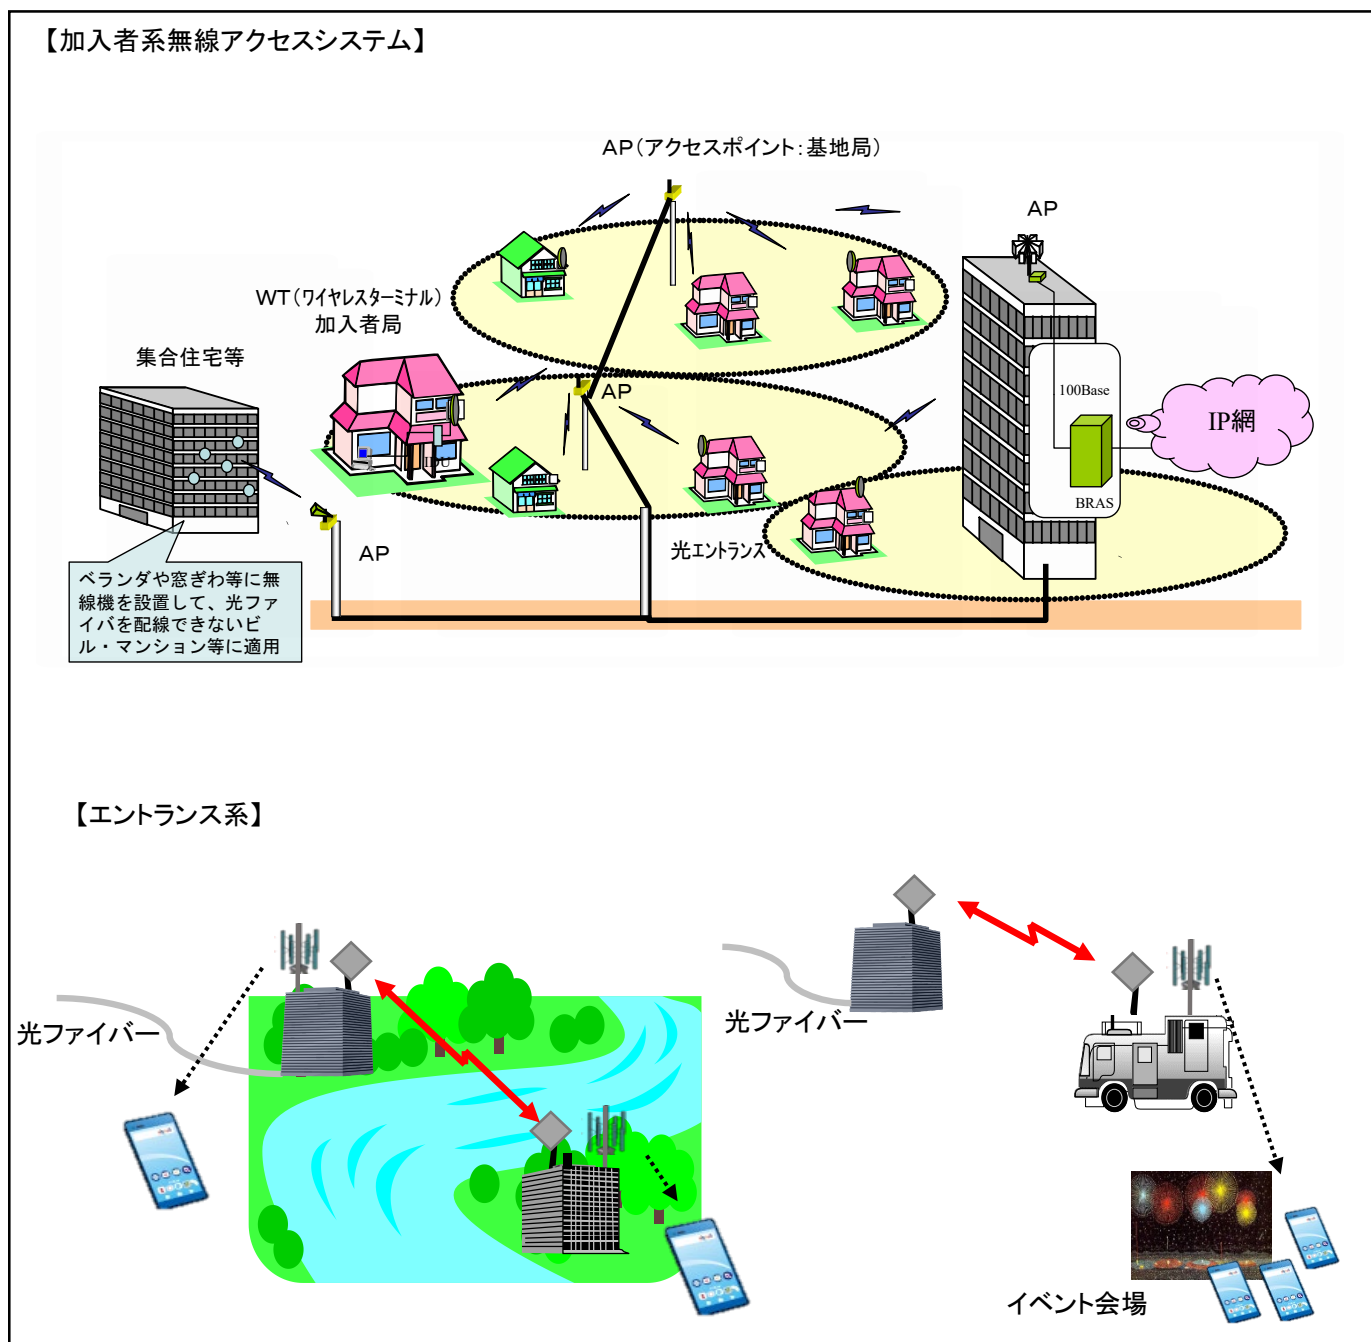 【加入者系無線アクセスシステム】
AP(アクセスポイント:基地局)
AP
WT(ワイヤレスターミナル)
加入者局
集合住宅等
AP
100Base
IP網
BRAS
光エントランス
AP
ベランダや窓ぎわ等に無
線機を設置して、光ファ
イバを配線できないビ
ル・マンション等に適用
【エントランス系】
光ファイバー
光ファイバー
イベント会場